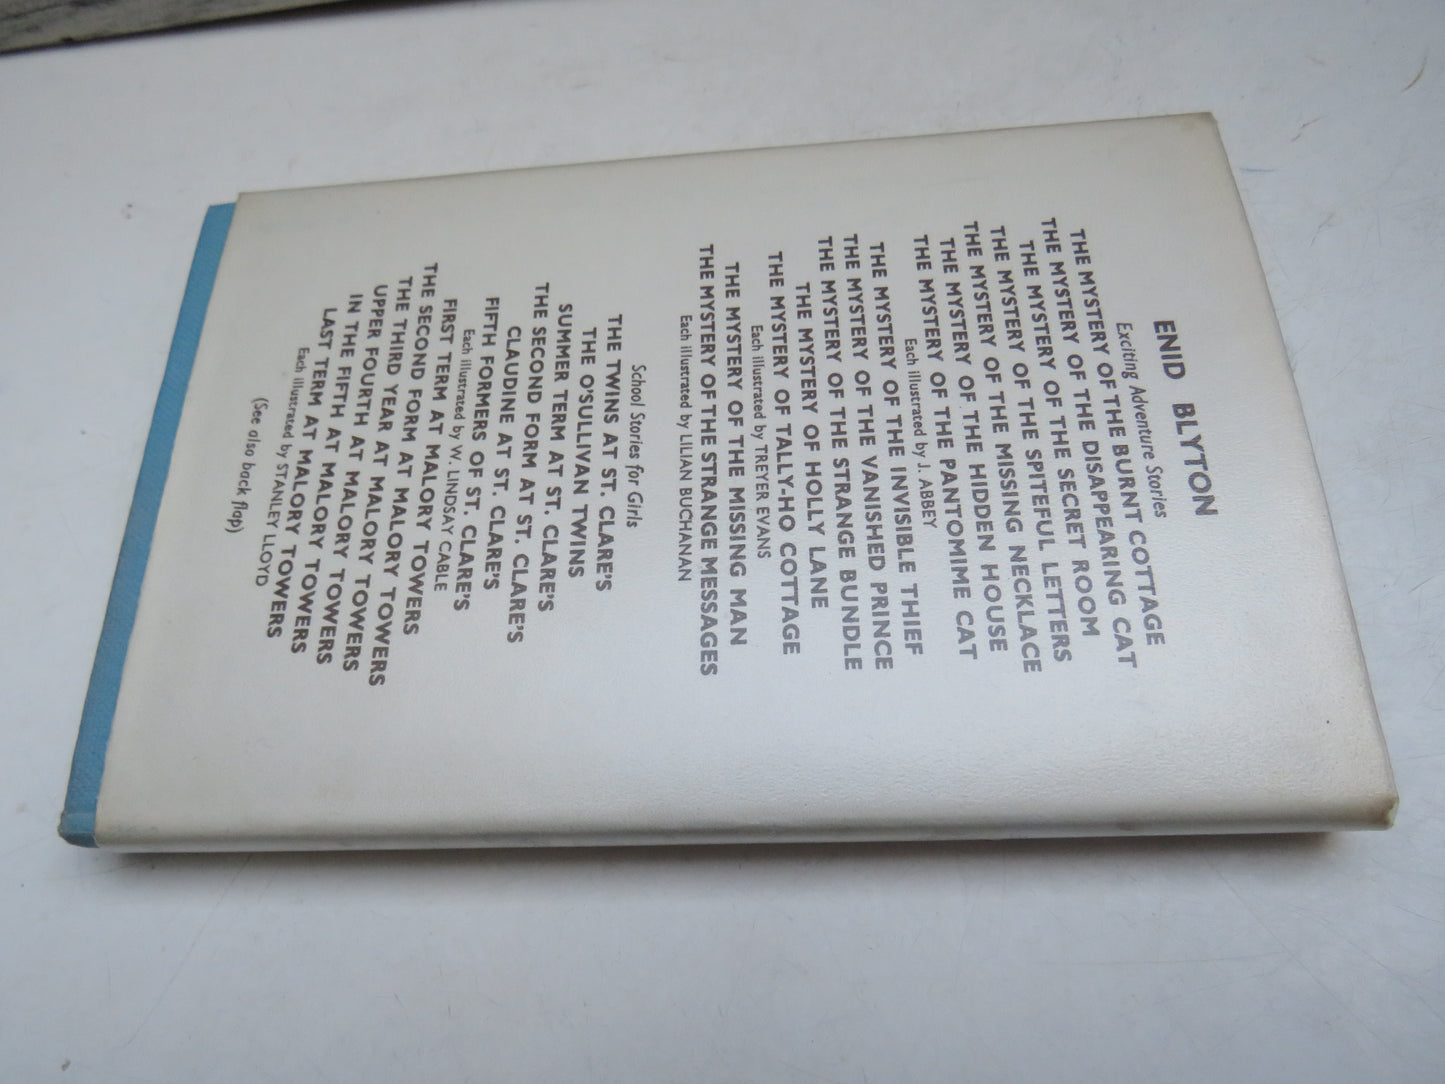 ENID BLYTON
Exciting Adventure Stories
THE MYSTERY OF THE BURNT COTTAGE
THE MYSTERY OF THE DISAPPEARING CAT
THE MYSTERY OF THE SECRET ROOM
THE MYSTERY OF THE SPITEFUL LETTERS
THE MYSTERY OF THE MISSING NECKLACE
THE MYSTERY OF THE HIDDEN HOUSE
THE MYSTERY OF THE PANTOMIME CAT
Each illustrated by J. ABBEY
THE MYSTERY OF THE INVISIBLE THIEF
THE MYSTERY OF THE VANISHED PRINCE
THE MYSTERY OF THE STRANGE BUNDLE
THE MYSTERY OF HOLLY LANE
THE MYSTERY OF TALLY-HO COTTAGE
Each illustrated by TREYER EVANS
THE MYSTERY OF THE MISSING MAN
THE MYSTERY OF THE STRANGE MESSAGES
Each illustrated by LILIAN BUCHANAN
School Stories for Girls
THE TWINS AT ST. CLARE'S
THE O'SULLIVAN TWINS
SUMMER TERM AT ST. CLARE'S
THE SECOND FORM AT ST. CLARE'S
CLAUDINE AT ST. CLARE'S
FIFTH FORMERS OF ST. CLARE'S
Each illustrated by W. LINDSAY CABLE
FIRST TERM AT MALORY TOWERS
THE SECOND FORM AT MALORY TOWERS
THE THIRD YEAR AT MALORY TOWERS
UPPER FOURTH AT MALORY TOWERS
IN THE FIFTH AT MALORY TOWERS
LAST TERM AT MALORY TOWERS
Each illustrated by STANLEY LLOYD
(See also back flap)